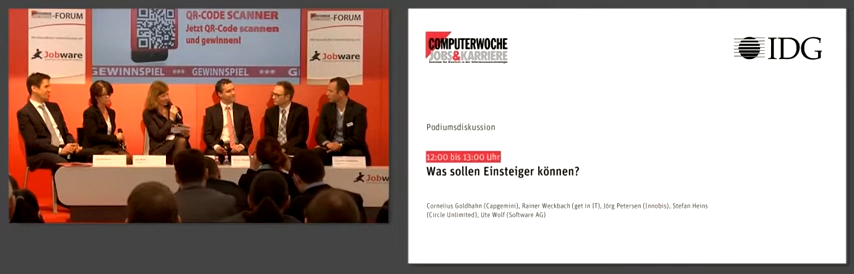 COMPUTERWOCHE
-FORUM
QR-CODE SCANNER
Jetzt QR-Code scannen
und gewinnen!
-FORUM
Jobware
Jobware
GEWINNSPIEL *** GEWINNSPIEL
Jobw
COMPUTERWOCHE
JOBS&KARRIERE
IDG
Podiumsdiskussion
12:00 bis 13:00 Uhr
Was sollen Einsteiger können?
Cornelius Goldhahn (Capgemini), Rainer Weckbach (get in IT), Jörg Petersen (Innobis), Stefan Heins
(Circle Unlimited), Ute Wolf (Software AG)